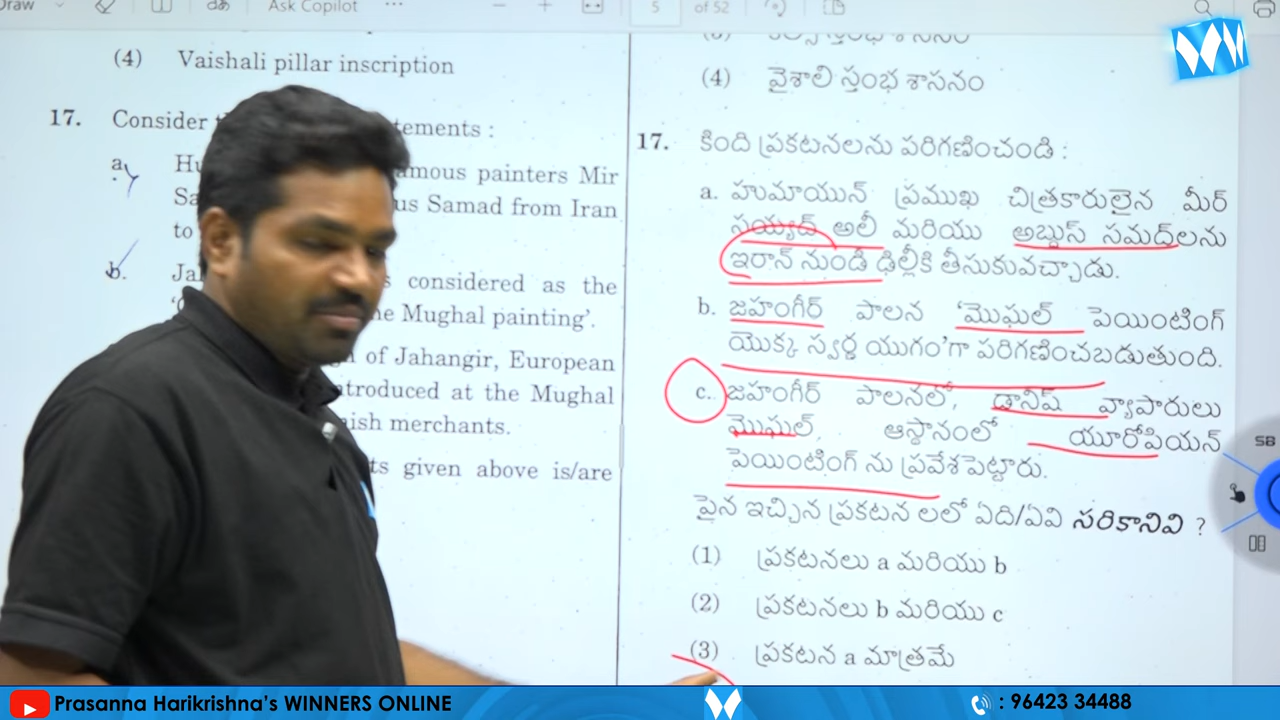 Draw
Ask Copilot
5 of 52
(4) Vaishali pillar inscription
17. Consider
tements :
a.
Hu
amous painters Mir
Sa
us Samad from Iran
to
b. Ja
considered as the
e Mughal painting'.
of Jahangir, European
troduced at the Mughal
ish merchants.
ts given above is/are
(4) వైశాలి స్తంభ శాసనం
17. కింది ప్రకటనలను పరిగణించండి :
a. హుమాయున్ ప్రముఖ చిత్రకారులైన మీర్
సయ్యద్ అలీ మరియు అబ్దుస్ సమద్‌లను
ఇరాన్ నుండి ఢిల్లీకి తీసుకువచ్చాడు.
b. జహంగీర్ పాలన 'మొఘల్ పెయింటింగ్
యొక్క స్వర్ణ యుగం'గా పరిగణించబడుతుంది.
c. జహంగీర్ పాలనలో, డానిష్ వ్యాపారులు
మొఘల్ ఆస్థానంలో యూరోపియన్
పెయింటింగ్ ను ప్రవేశపెట్టారు.
పైన ఇచ్చిన ప్రకటన లలో ఏది/ఏవి సరికానివి ?
(1) ప్రకటనలు a మరియు b
(2) ప్రకటనలు b మరియు c
(3) ప్రకటన a మాత్రమే
58
Prasanna Harikrishna's WINNERS ONLINE
: 96423 34488